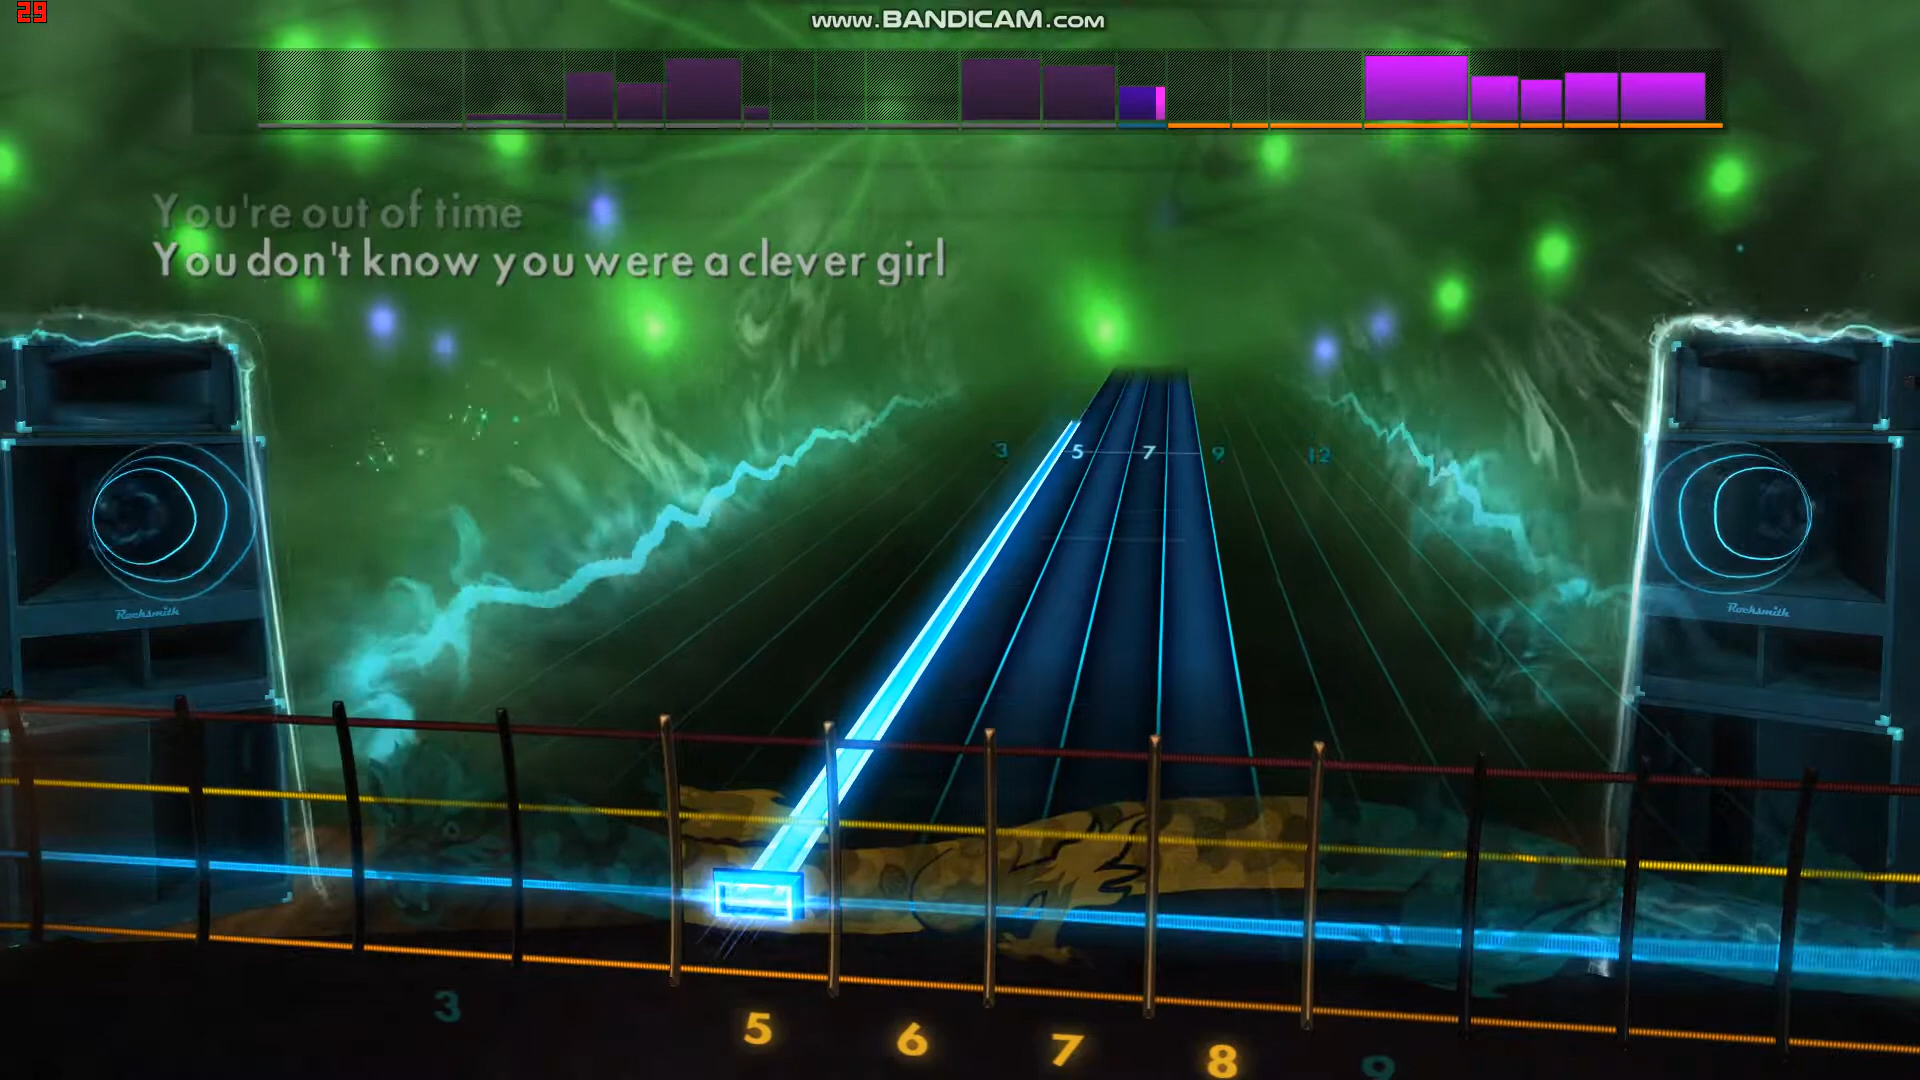 29
www.BANDICAM.com
You're out of time
You don't know you were a clever girl
3 5 7 9 12
Rocksmith
Rocksmith
3 5 6 7 8 9